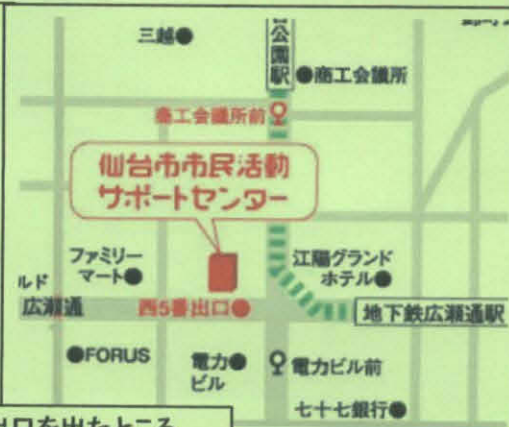 三越●
公園駅
●商工会議所
商工会議所前
仙台市市民活動
サポートセンター
ファミリー
マート●
江陽グランド
ホテル●
ルド
広瀬通
西5番出口●
地下鉄広瀬通駅
●FORUS
電力●
ビル
電力ビル前
七十七銀行●
出口を出たところ